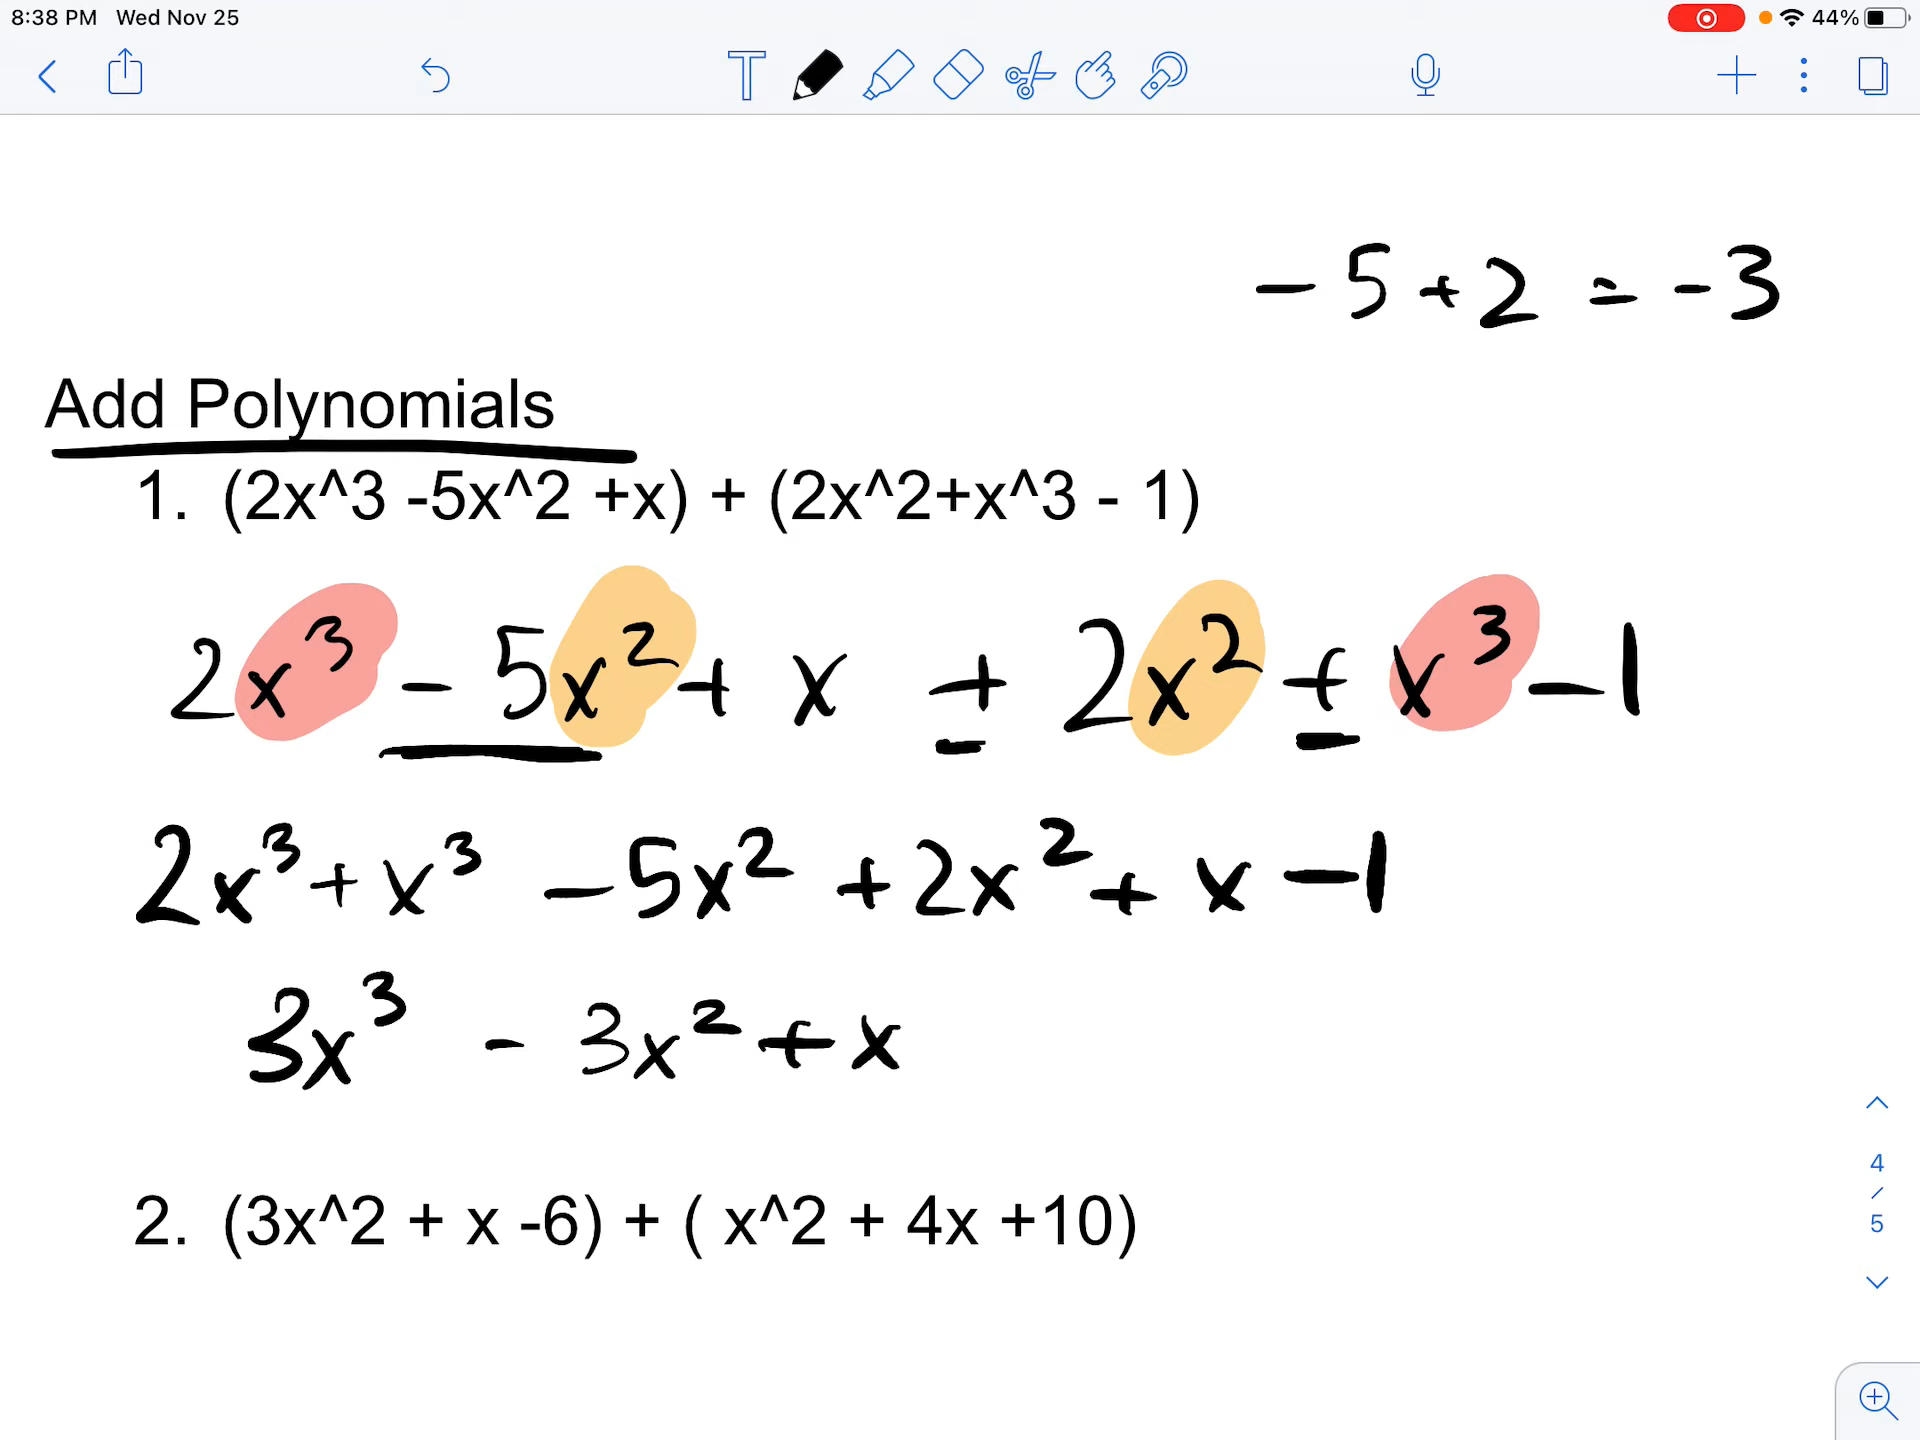 8:38 PM Wed Nov 25 44%
T
- 5 + 2 = - 3
Add Polynomials
1. (2x^3 -5x^2 +x) + (2x^2+x^3 - 1)
2x³ - 5x² + x + 2x² + x³ - 1
2x³ + x³ - 5x² + 2x² + x - 1
3x³ - 3x² + x
4
/
5
2. (3x^2 + x -6) + ( x^2 + 4x +10)